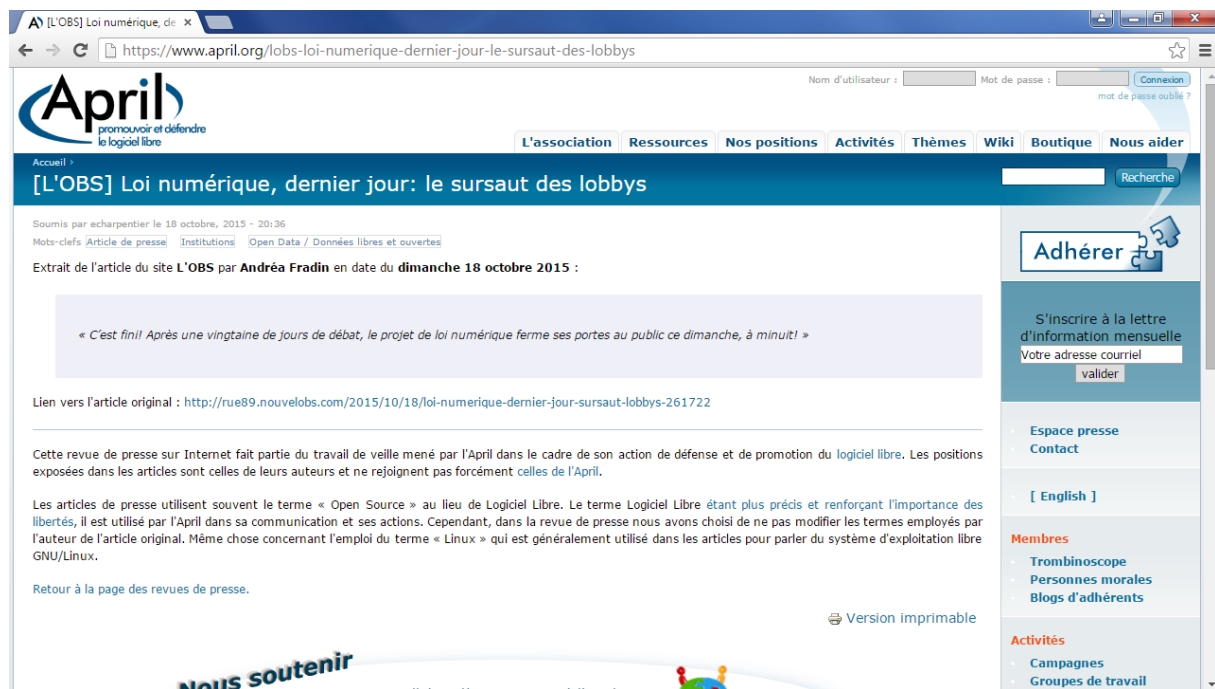 [L'OBS] Loi numérique, de
https://www.april.org/lobs-loi-numerique-dernier-jour-le-sursaut-des-lobbys
April
promouvoir et défendre
le logiciel libre
Nom d'utilisateur :
Mot de passe :
Connexion
mot de passe oublié ?
L'association Ressources Nos positions Activités Thèmes Wiki Boutique Nous aider
Accueil ›
[L'OBS] Loi numérique, dernier jour: le sursaut des lobbys
Recherche
Soumis par echarpentier le 18 octobre, 2015 - 20:36
Mots-clefs Article de presse Institutions Open Data / Données libres et ouvertes
Extrait de l'article du site L'OBS par Andréa Fradin en date du dimanche 18 octobre 2015 :
« C'est fini! Après une vingtaine de jours de débat, le projet de loi numérique ferme ses portes au public ce dimanche, à minuit! »
Lien vers l'article original : http://rue89.nouvelobs.com/2015/10/18/loi-numerique-dernier-jour-sursaut-lobbys-261722
Cette revue de presse sur Internet fait partie du travail de veille mené par l'April dans le cadre de son action de défense et de promotion du logiciel libre. Les positions
exposées dans les articles sont celles de leurs auteurs et ne rejoignent pas forcément celles de l'April.
Les articles de presse utilisent souvent le terme « Open Source » au lieu de Logiciel Libre. Le terme Logiciel Libre étant plus précis et renforçant l'importance des
libertés, il est utilisé par l'April dans sa communication et ses actions. Cependant, dans la revue de presse nous avons choisi de ne pas modifier les termes employés par
l'auteur de l'article original. Même chose concernant l'emploi du terme « Linux » qui est généralement utilisé dans les articles pour parler du système d'exploitation libre
GNU/Linux.
Retour à la page des revues de presse.
Version imprimable
Nous soutenir
Adhérer
S'inscrire à la lettre
d'information mensuelle
Votre adresse courriel
valider
Espace presse
Contact
[ English ]
Membres
Trombinoscope
Personnes morales
Blogs d'adhérents
Activités
Campagnes
Groupes de travail